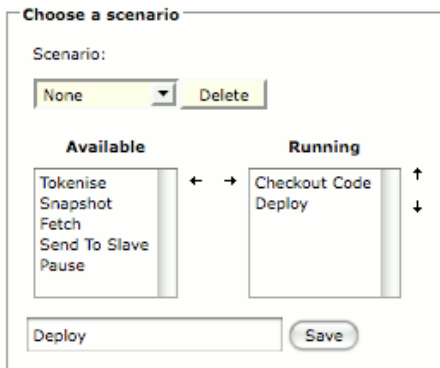 Choose a scenario
Scenario:
None
Delete
Available
Running
Tokenise
Snapshot
Fetch
Send To Slave
Pause
← →
Checkout Code
Deploy
↑
↓
Deploy
Save